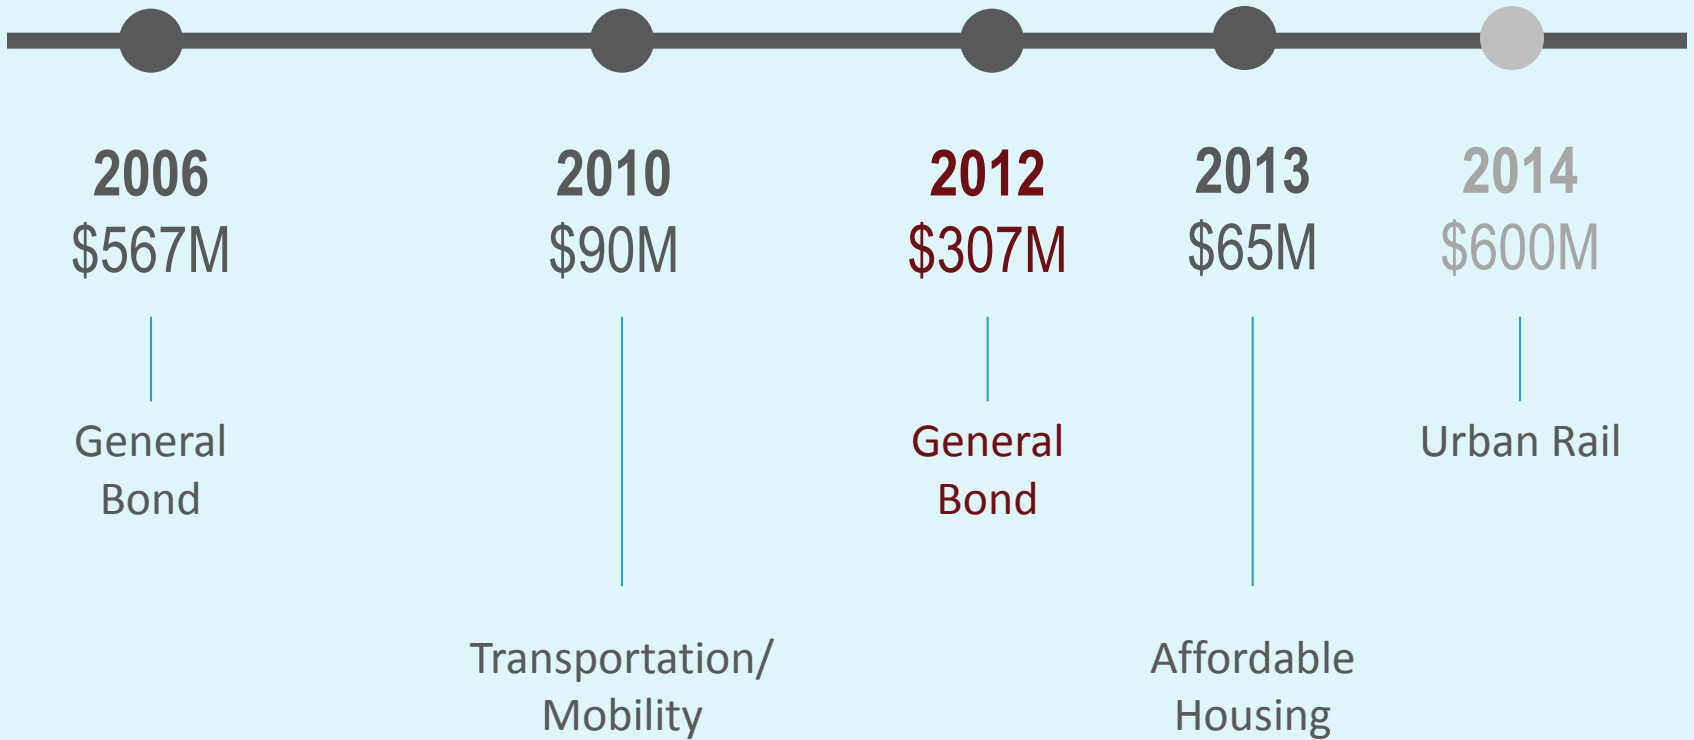 2006
$567M
General
Bond
2010
$90M
Transportation/
Mobility
2012
$307M
General
Bond
2013
$65M
Affordable
Housing
2014
$600M
Urban Rail